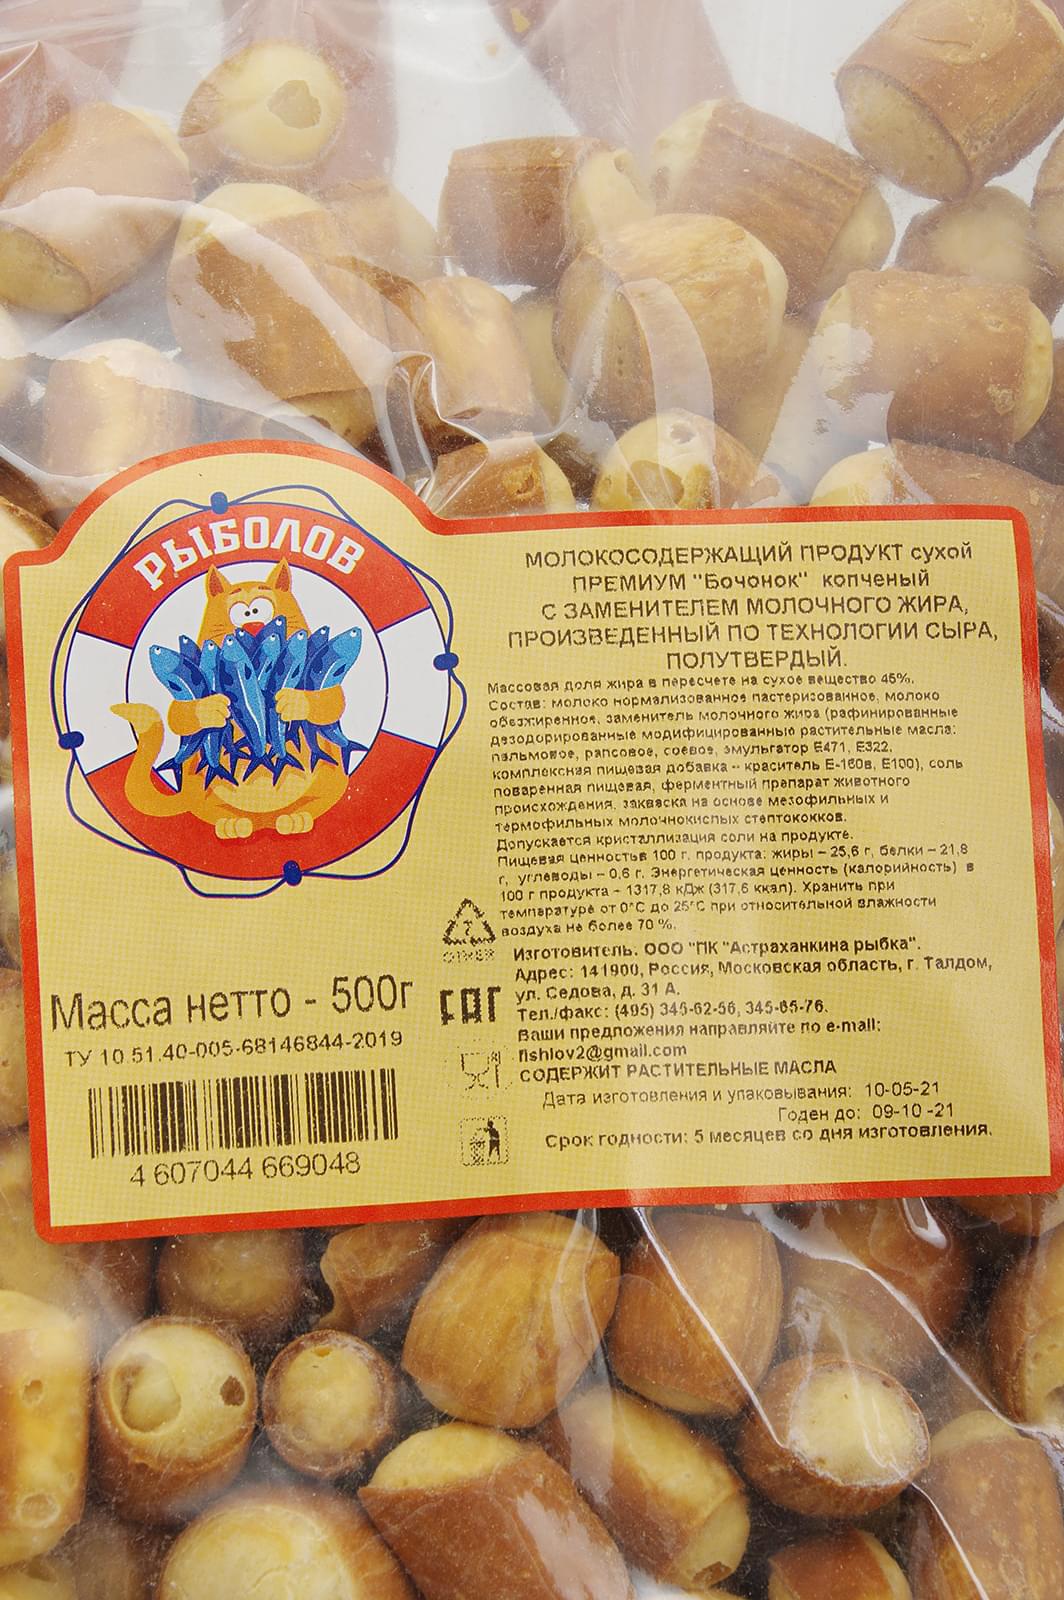 РЫБОЛОВ
МОЛОКОСОДЕРЖАЩИЙ ПРОДУКТ сухой
ПРЕМИУМ "Бочонок" копченый
С ЗАМЕНИТЕЛЕМ МОЛОЧНОГО ЖИРА,
ПРОИЗВЕДЕННЫЙ ПО ТЕХНОЛОГИИ СЫРА,
ПОЛУТВЕРДЫЙ.
Массовая доля жира в пересчете на сухое вещество 45%.
Состав: молоко нормализованное пастеризованное, молоко
обезжиренное, заменитель молочного жира (рафинированные
дезодорированные модифицированные растительные масла:
пальмовое, рапсовое, соевое, эмульгатор Е471, Е322,
комплексная пищевая добавка - краситель Е-160в, Е100), соль
поваренная пищевая, ферментный препарат животного
происхождения, закваска на основе мезофильных и
термофильных молочнокислых стептококков.
Допускается кристаллизация соли на продукте.
Пищевая ценностьв 100 г. продукта: жиры – 25,6 г, белки – 21,8
г, углеводы – 0,6 г. Энергетическая ценность (калорийность) в
100 г продукта - 1317,8 кДж (317,6 ккал). Хранить при
температуре от 0°С до 25°С при относительной влажности
воздуха не более 70 %.
Изготовитель: ООО "ПК "Астраханкина рыбка".
Адрес: 141900, Россия, Московская область, г. Талдом,
ул. Седова, д. 31 А.
Тел./факс: (495) 345-62-56, 345-65-76.
Ваши предложения направляйте по e-mail:
fishlov2@gmail.com
СОДЕРЖИТ РАСТИТЕЛЬНЫЕ МАСЛА
Дата изготовления и упаковывания: 10-05-21
Годен до: 09-10 -21
Срок годности: 5 месяцев со дня изготовления.
7
OTHER
EAC
Масса нетто - 500г
ТУ 10.51.40-005-68146844-2019
4 607044 669048